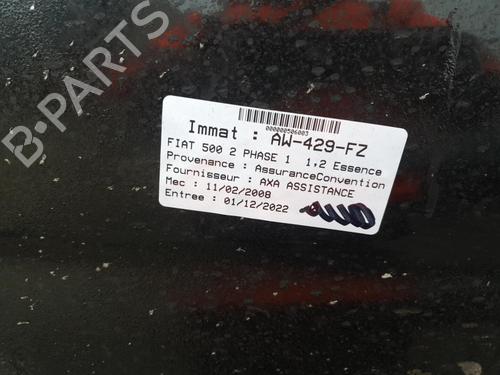 B-PARTS
000000506003
Immat : AW-429-FZ
FIAT 500 2 PHASE 1 1.2 Essence
Provenance : AssuranceConvention
Fournisseur : AXA ASSISTANCE
Mec : 11/02/2008
Entree : 01/12/2022